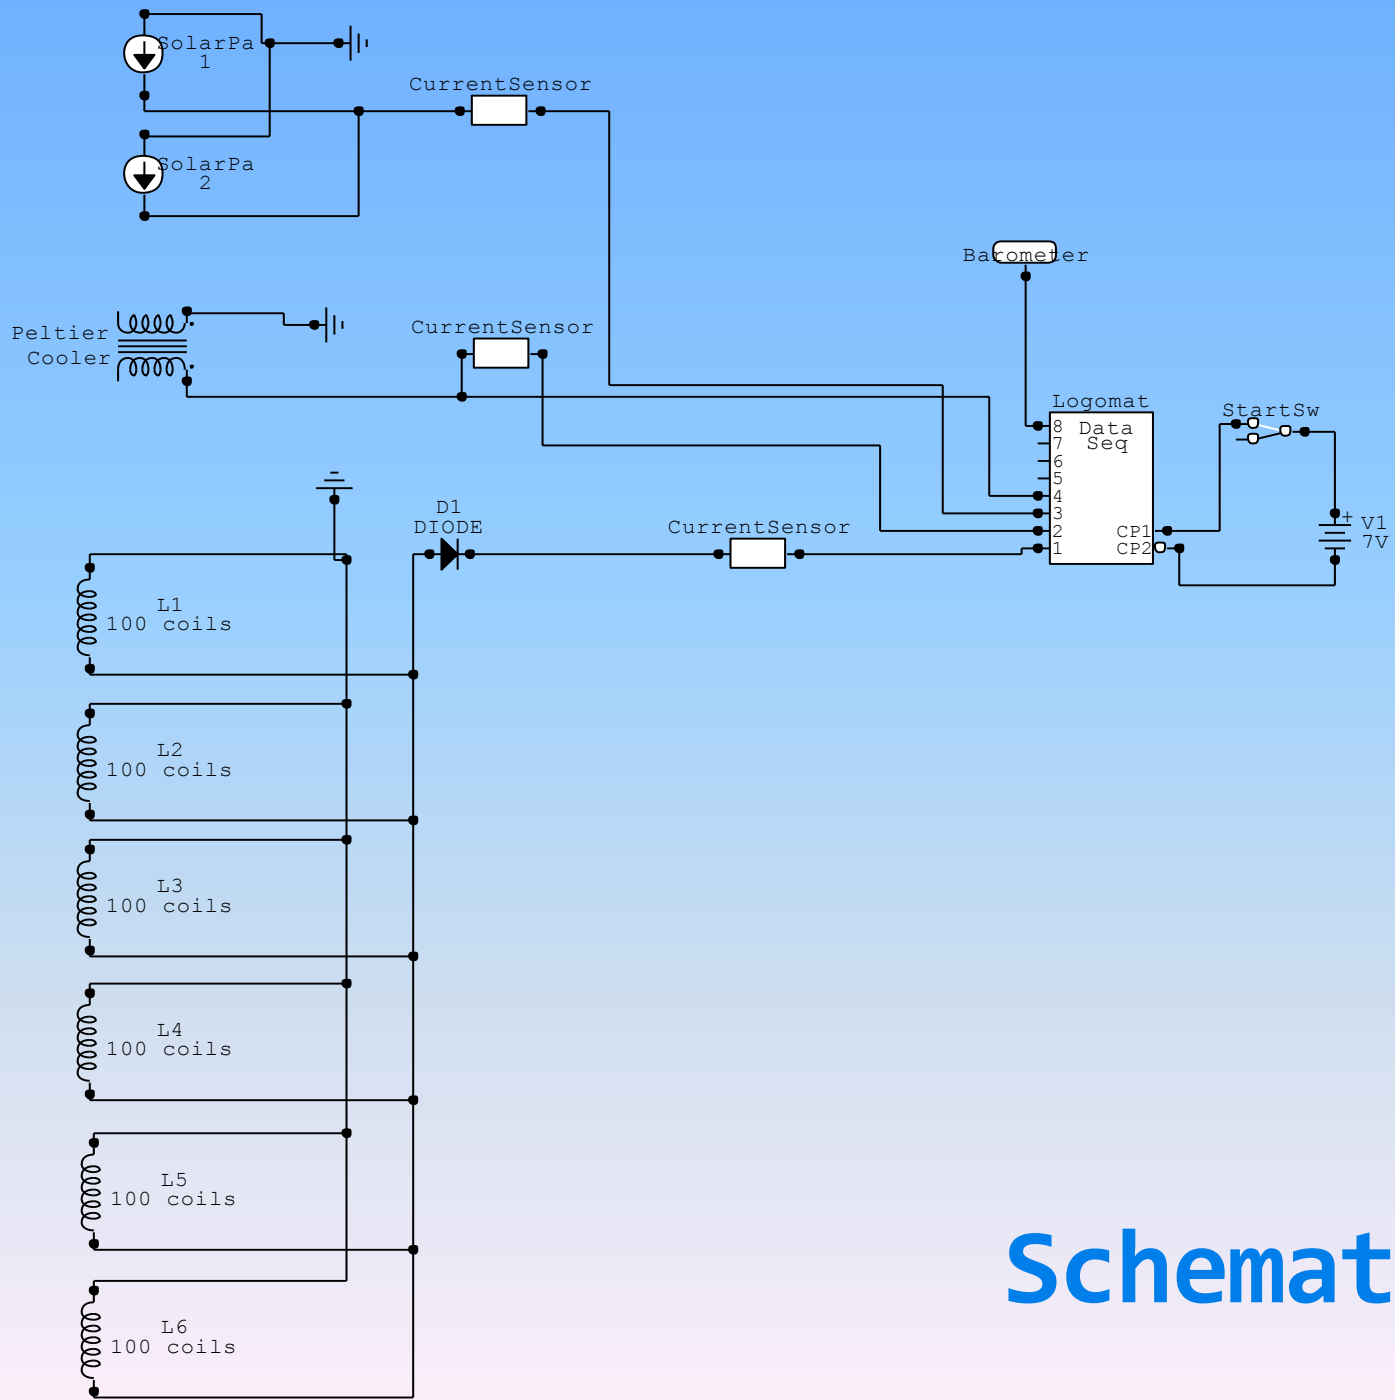 SolarPa
1
CurrentSensor
SolarPa
2
Barometer
CurrentSensor
Peltier
Cooler
Logomat
Data
Seq
8
7
6
5
4
3
2
1
CP1
CP2
StartSw
+
V1
7V
D1
DIODE
CurrentSensor
L1
100 coils
L2
100 coils
L3
100 coils
L4
100 coils
L5
100 coils
L6
100 coils
Schemat